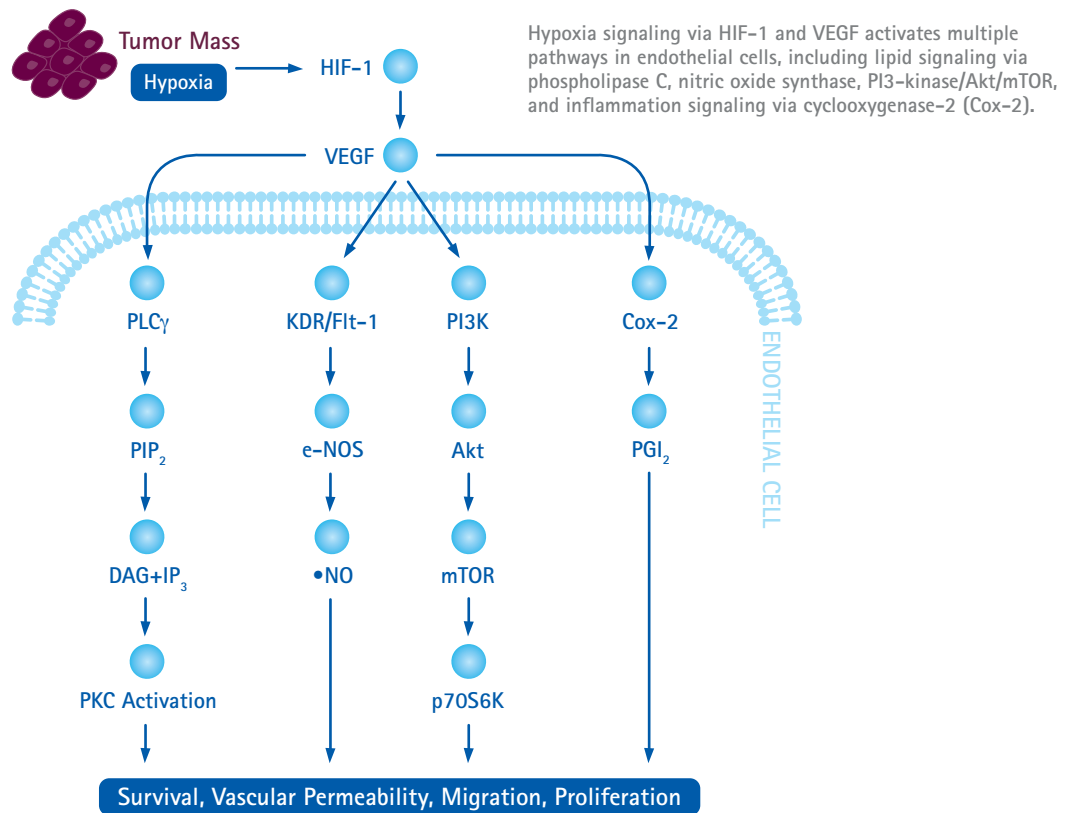 Tumor Mass
Hypoxia
HIF-1
Hypoxia signaling via HIF-1 and VEGF activates multiple
pathways in endothelial cells, including lipid signaling via
phospholipase C, nitric oxide synthase, PI3-kinase/Akt/mTOR,
and inflammation signaling via cyclooxygenase-2 (Cox-2).
VEGF
PLCγ
KDR/Flt-1
PI3K
Cox-2
ENDOTHELIAL CELL
PIP₂
e-NOS
Akt
PGI₂
DAG+IP₃
•NO
mTOR
PKC Activation
p70S6K
Survival, Vascular Permeability, Migration, Proliferation